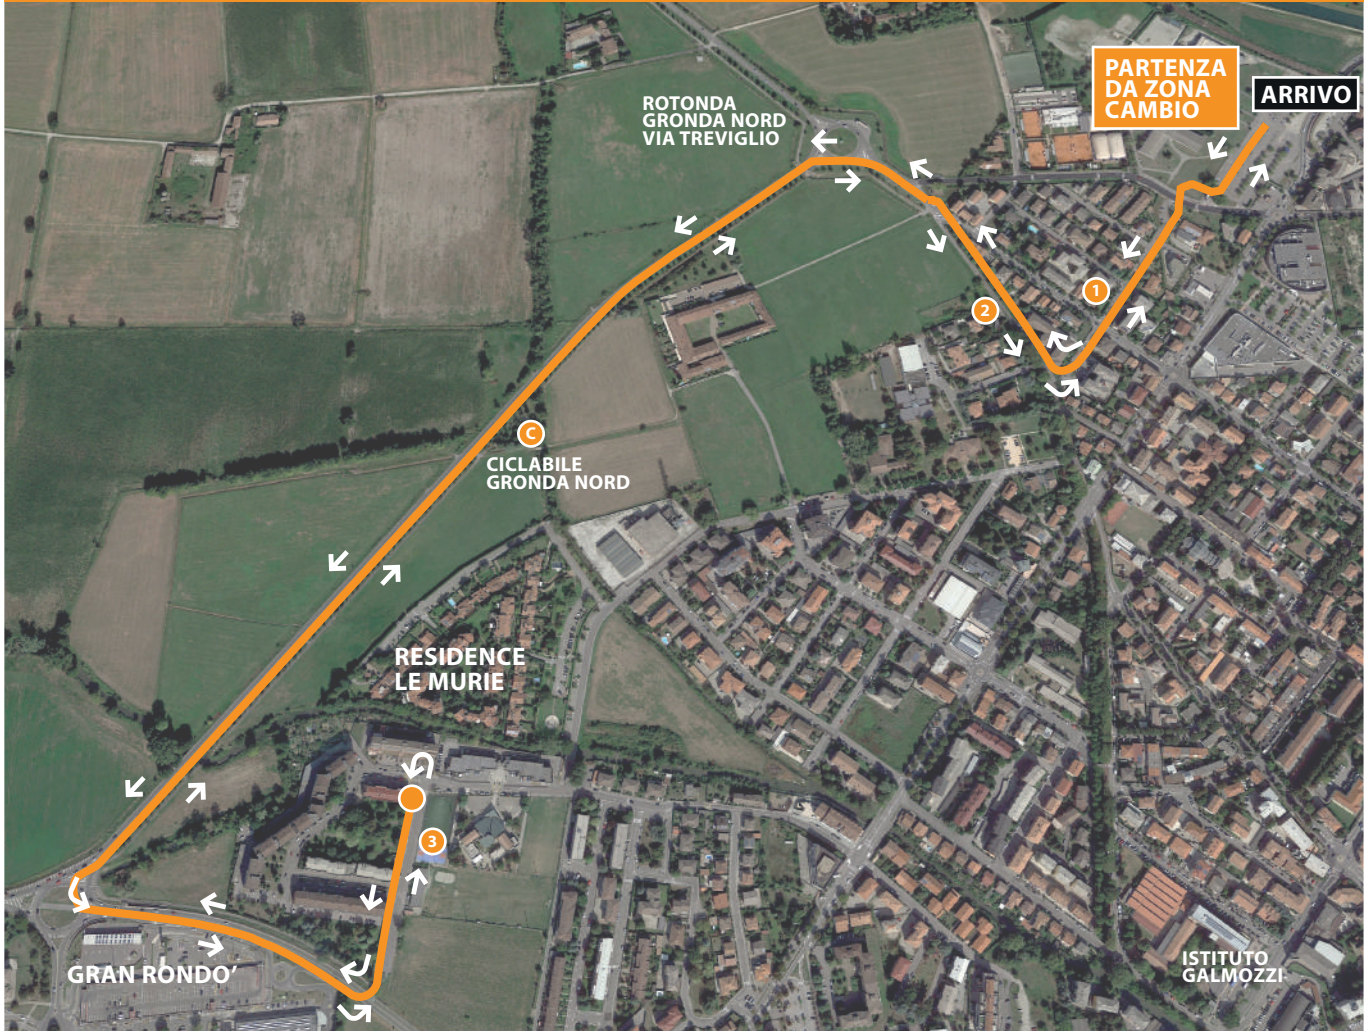 PARTENZA
DA ZONA
CAMBIO
ARRIVO
ROTONDA
GRONDA NORD
VIA TREVIGLIO
1
2
C
CICLABILE
GRONDA NORD
RESIDENCE
LE MURIE
3
GRAN RONDO'
ISTITUTO
GALMOZZI